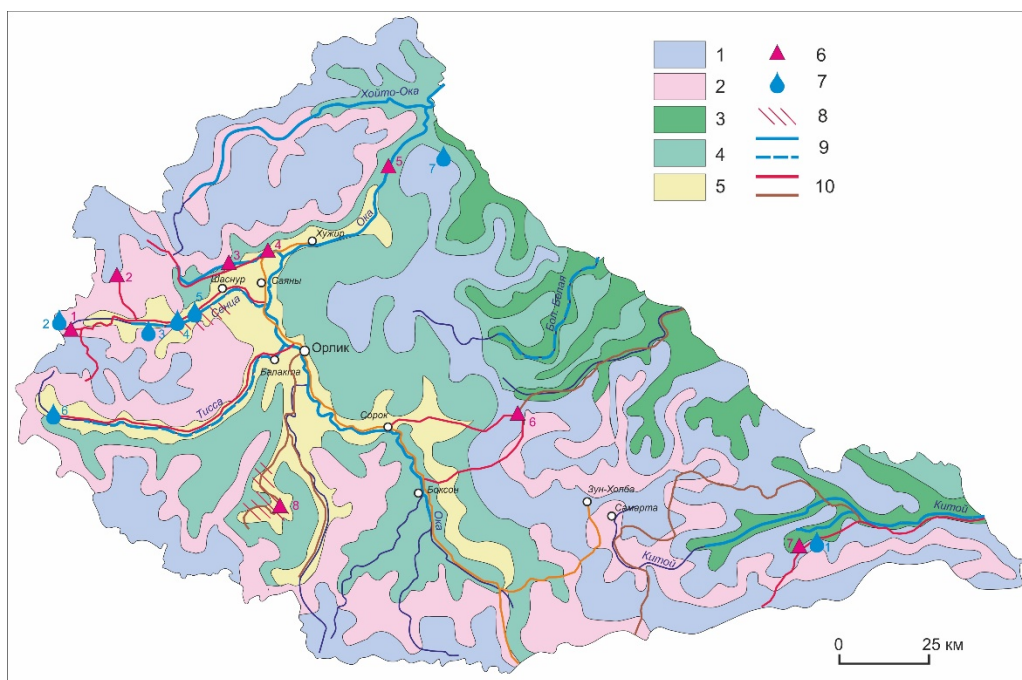 1
6
2
7
3
8
4
9
5
10
Хойто-Ока
5
7
Ока
Хужир
4
3
2
Шаснур
Саяны
Сенца
5
1
2
3
4
Бол. Белая
Орлик
Балакта
Тисса
6
Сорок
6
Боксон
Зун-Холба
Самарта
8
Ока
Китой
Китой
7
1
0
25 км